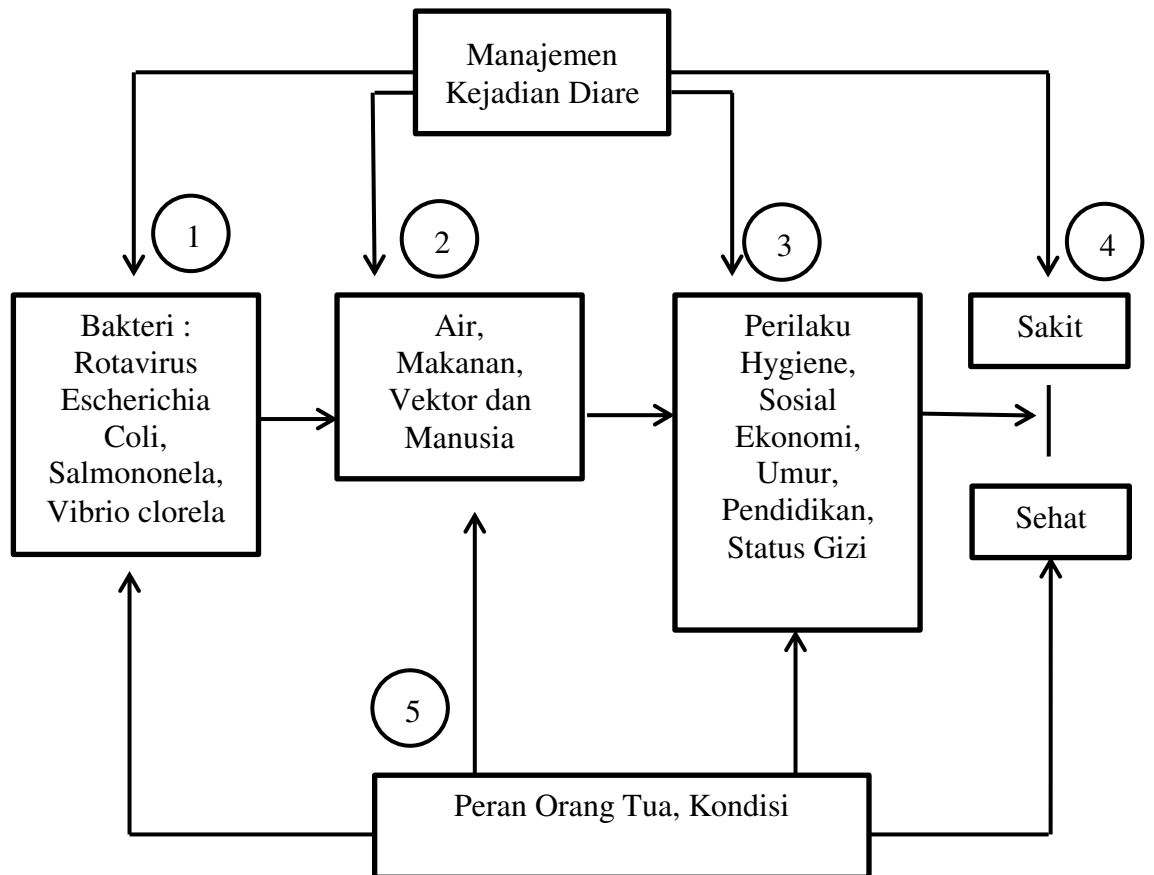 Manajemen
Kejadian Diare
1
2
3
4
Bakteri :
Rotavirus
Escherichia
Coli,
Salmononela,
Vibrio clorela
Air,
Makanan,
Vektor dan
Manusia
Perilaku
Hygiene,
Sosial
Ekonomi,
Umur,
Pendidikan,
Status Gizi
Sakit
Sehat
5
Peran Orang Tua, Kondisi